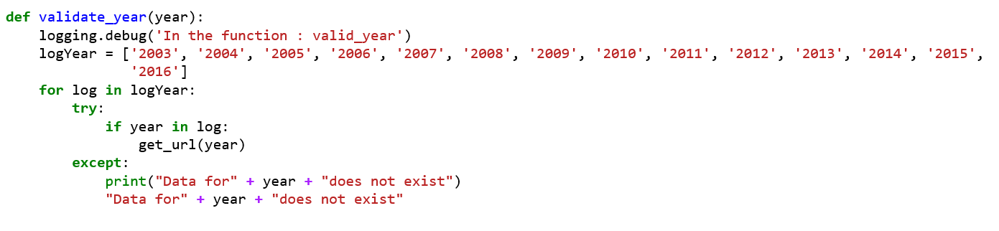 def validate_year(year):
    logging.debug('In the function : valid_year')
    logYear = ['2003', '2004', '2005', '2006', '2007', '2008', '2009', '2010', '2011', '2012', '2013', '2014', '2015',
               '2016']
    for log in logYear:
        try:
            if year in log:
                get_url(year)
        except:
            print("Data for" + year + "does not exist")
            "Data for" + year + "does not exist"